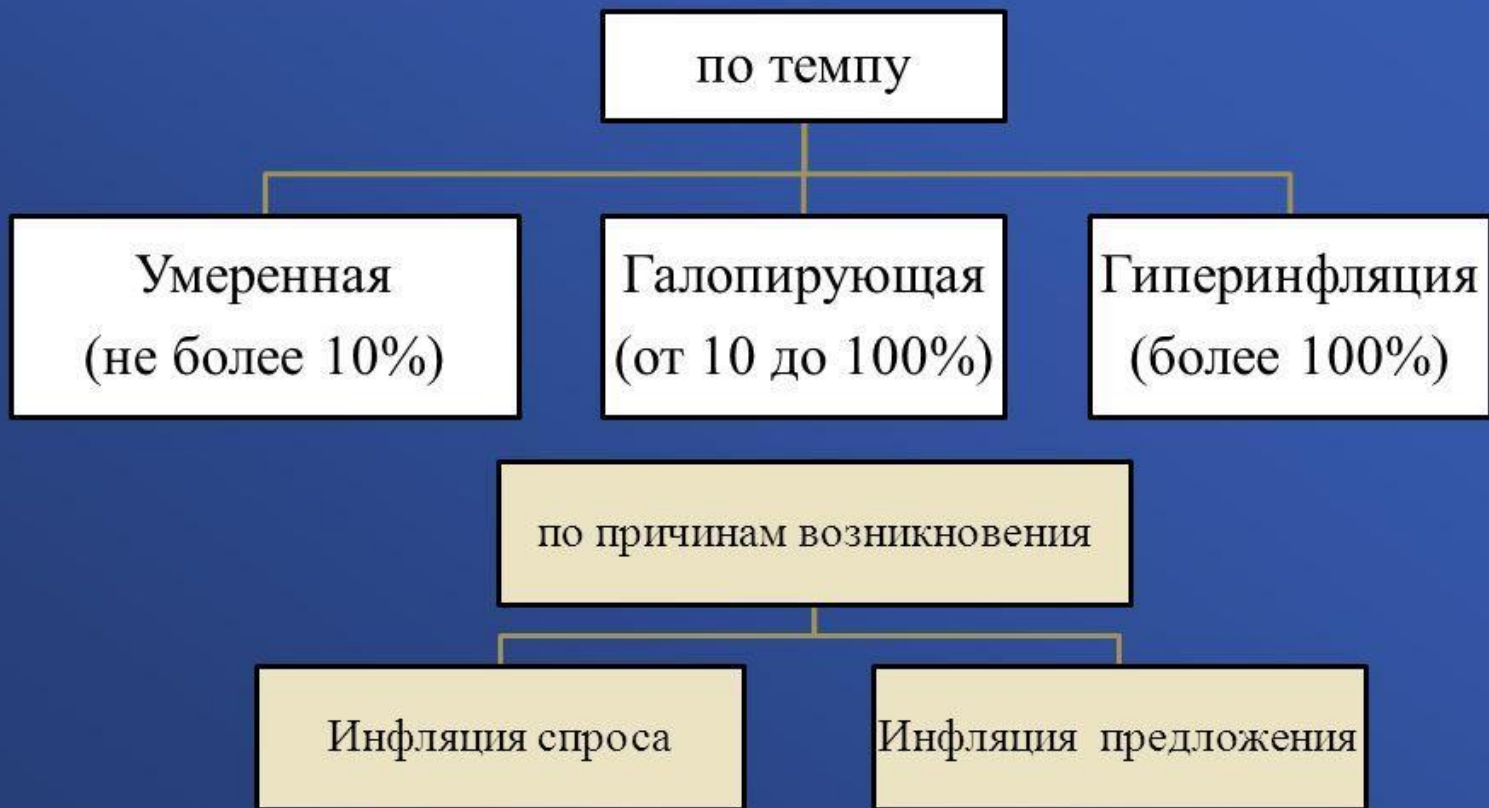 по темпу
Умеренная
(не более 10%)
Галопирующая
(от 10 до 100%)
Гиперинфляция
(более 100%)
по причинам возникновения
Инфляция спроса
Инфляция предложения